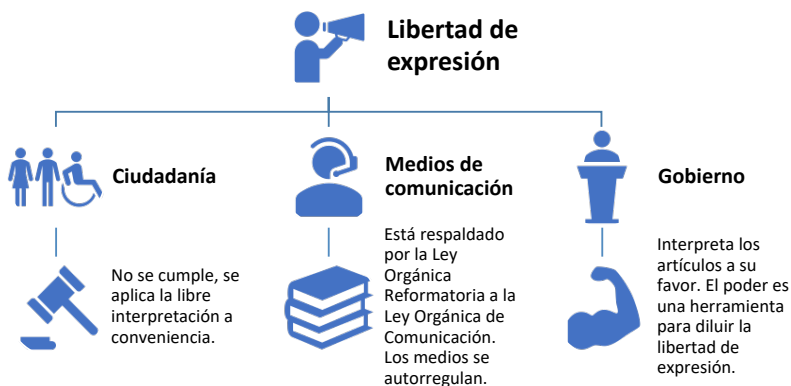 Libertad de
expresión
Ciudadanía
Medios de
comunicación
Gobierno
No se cumple, se
aplica la libre
interpretación a
conveniencia.
Está respaldado
por la Ley
Orgánica
Reformatoria a la
Ley Orgánica de
Comunicación.
Los medios se
autorregulan.
Interpreta los
artículos a su
favor. El poder es
una herramienta
para diluir la
libertad de
expresión.